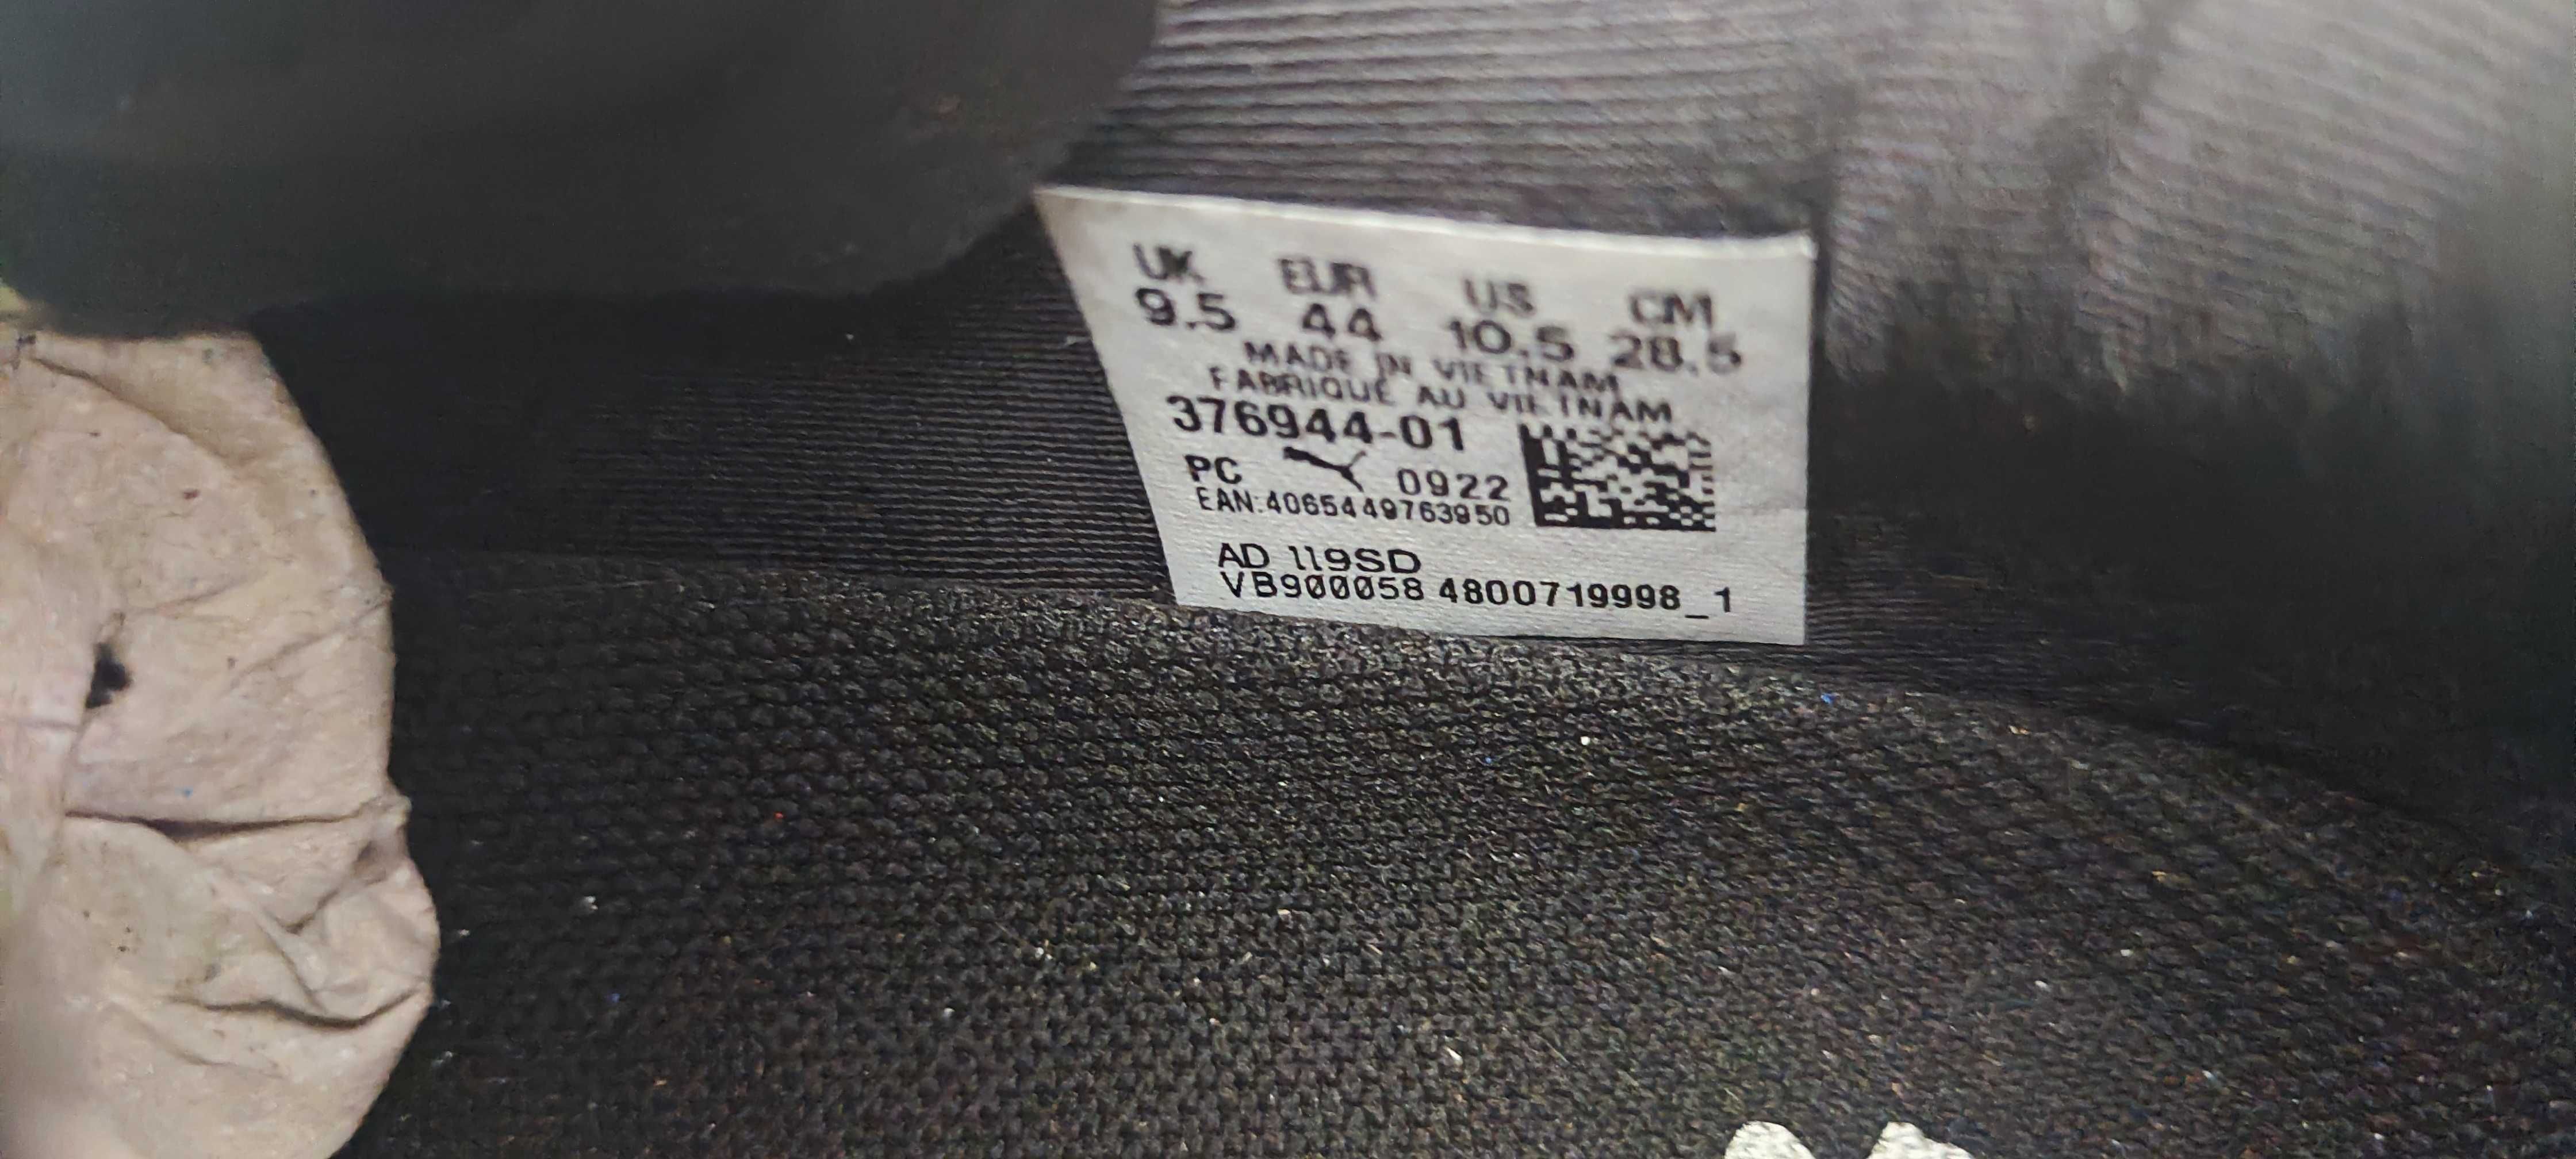 UK EUR US CM
9.5 44 10.5 28.5
MADE IN VIETNAM
FABRIQUE AU VIETNAM
376944-01
PC 0922
EAN:4065449763950
AD 119SD
VB900058 4800719998_1